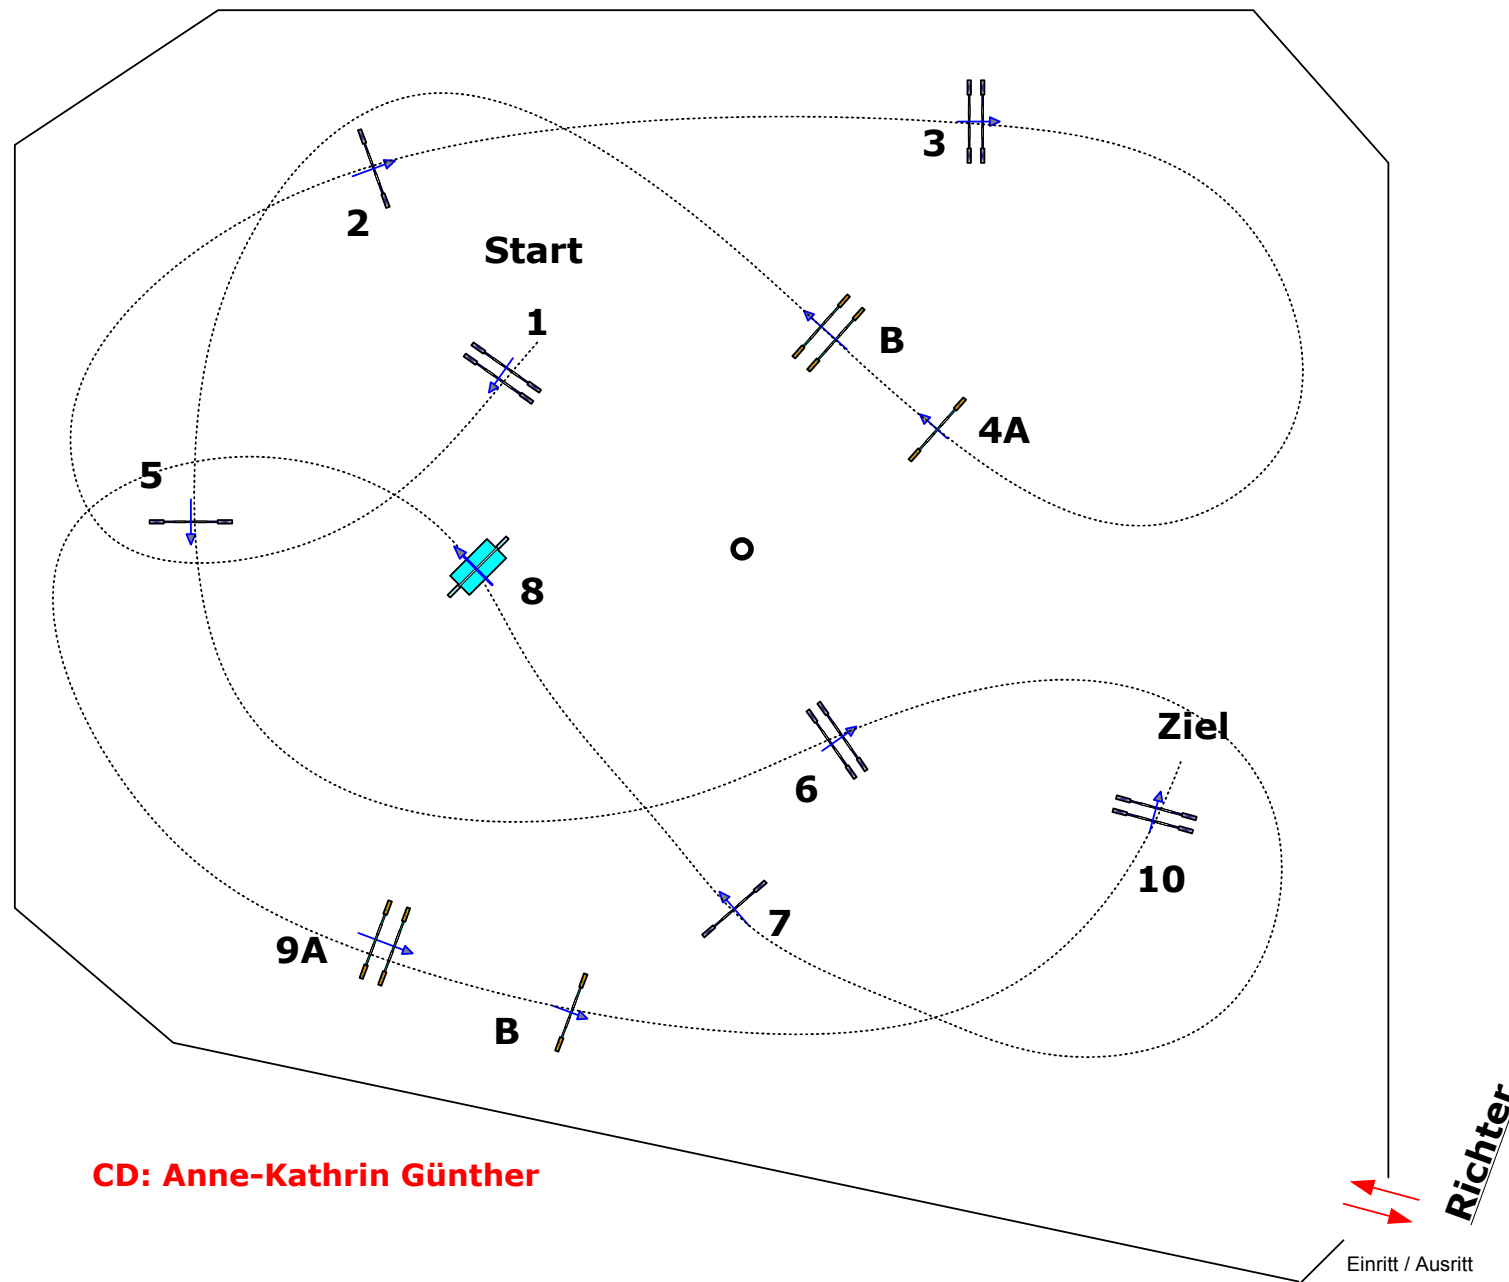 3
2
Start
1
B
4A
5
8
Ziel
6
10
7
9A
B
CD: Anne-Kathrin Günther
Richter
Einritt / Ausritt